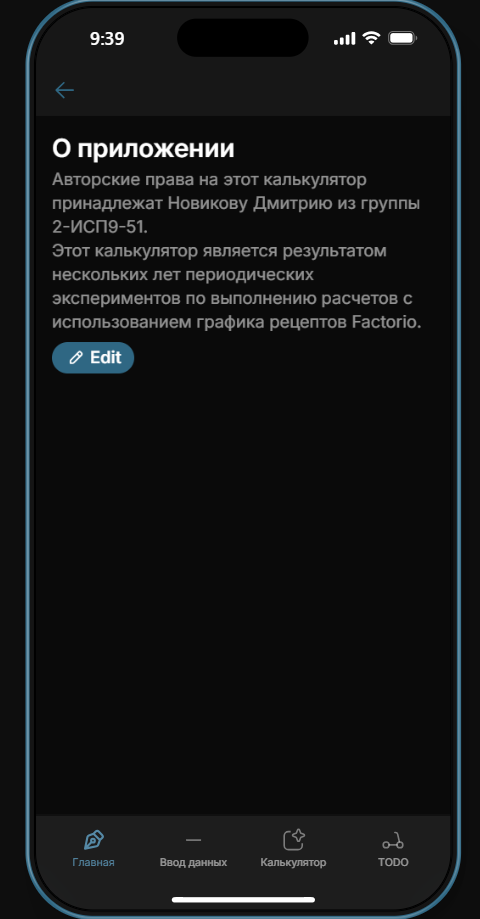 9:39
О приложении
Авторские права на этот калькулятор
принадлежат Новикову Дмитрию из группы
2-ИСП9-51.
Этот калькулятор является результатом
нескольких лет периодических
экспериментов по выполнению расчетов с
использованием графика рецептов Factorio.
Edit
Главная
Ввод данных
Калькулятор
TODO